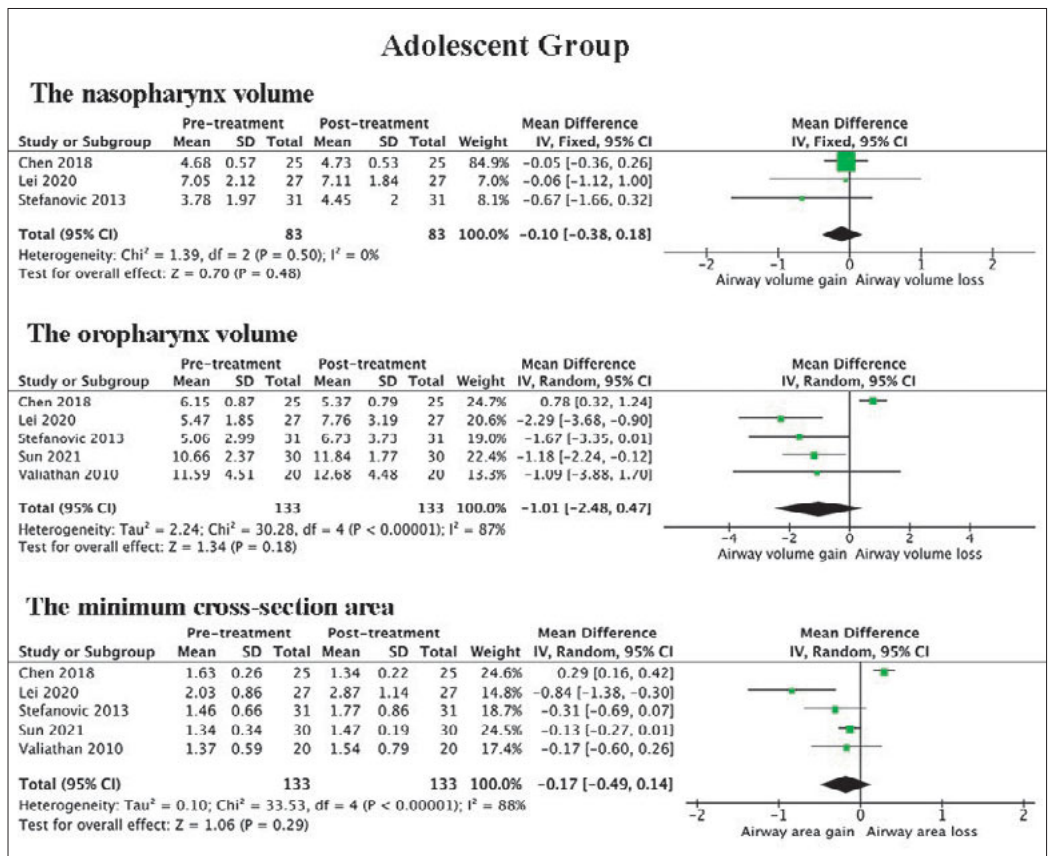 Adolescent Group
The nasopharynx volume
Pre-treatment Post-treatment Mean Difference Mean Difference
Study or Subgroup Mean SD Total Mean SD Total Weight IV, Fixed, 95% CI IV, Fixed, 95% CI
Chen 2018 4.68 0.57 25 4.73 0.53 25 84.9% -0.05 [-0.36, 0.26]
Lei 2020 7.05 2.12 27 7.11 1.84 27 7.0% -0.06 [-1.12, 1.00]
Stefanovic 2013 3.78 1.97 31 4.45 2 31 8.1% -0.67 [-1.66, 0.32]
Total (95% CI) 83 83 100.0% -0.10 [-0.38, 0.18]
Heterogeneity: Chi² = 1.39, df = 2 (P = 0.50); I² = 0%
Test for overall effect: Z = 0.70 (P = 0.48)
-2 -1 0 1 2
Airway volume gain Airway volume loss
The oropharynx volume
Pre-treatment Post-treatment Mean Difference Mean Difference
Study or Subgroup Mean SD Total Mean SD Total Weight IV, Random, 95% CI IV, Random, 95% CI
Chen 2018 6.15 0.87 25 5.37 0.79 25 24.7% 0.78 [0.32, 1.24]
Lei 2020 5.47 1.85 27 7.76 3.19 27 20.6% -2.29 [-3.68, -0.90]
Stefanovic 2013 5.06 2.99 31 6.73 3.73 31 19.0% -1.67 [-3.35, 0.01]
Sun 2021 10.66 2.37 30 11.84 1.77 30 22.4% -1.18 [-2.24, -0.12]
Valiathan 2010 11.59 4.51 20 12.68 4.48 20 13.3% -1.09 [-3.88, 1.70]
Total (95% CI) 133 133 100.0% -1.01 [-2.48, 0.47]
Heterogeneity: Tau² = 2.24; Chi² = 30.28, df = 4 (P < 0.00001); I² = 87%
Test for overall effect: Z = 1.34 (P = 0.18)
-4 -2 0 2 4
Airway volume gain Airway volume loss
The minimum cross-section area
Pre-treatment Post-treatment Mean Difference Mean Difference
Study or Subgroup Mean SD Total Mean SD Total Weight IV, Random, 95% CI IV, Random, 95% CI
Chen 2018 1.63 0.26 25 1.34 0.22 25 24.6% 0.29 [0.16, 0.42]
Lei 2020 2.03 0.86 27 2.87 1.14 27 14.8% -0.84 [-1.38, -0.30]
Stefanovic 2013 1.46 0.66 31 1.77 0.86 31 18.7% -0.31 [-0.69, 0.07]
Sun 2021 1.34 0.34 30 1.47 0.19 30 24.5% -0.13 [-0.27, 0.01]
Valiathan 2010 1.37 0.59 20 1.54 0.79 20 17.4% -0.17 [-0.60, 0.26]
Total (95% CI) 133 133 100.0% -0.17 [-0.49, 0.14]
Heterogeneity: Tau² = 0.10; Chi² = 33.53, df = 4 (P < 0.00001); I² = 88%
Test for overall effect: Z = 1.06 (P = 0.29)
-2 -1 0 1 2
Airway area gain Airway area loss